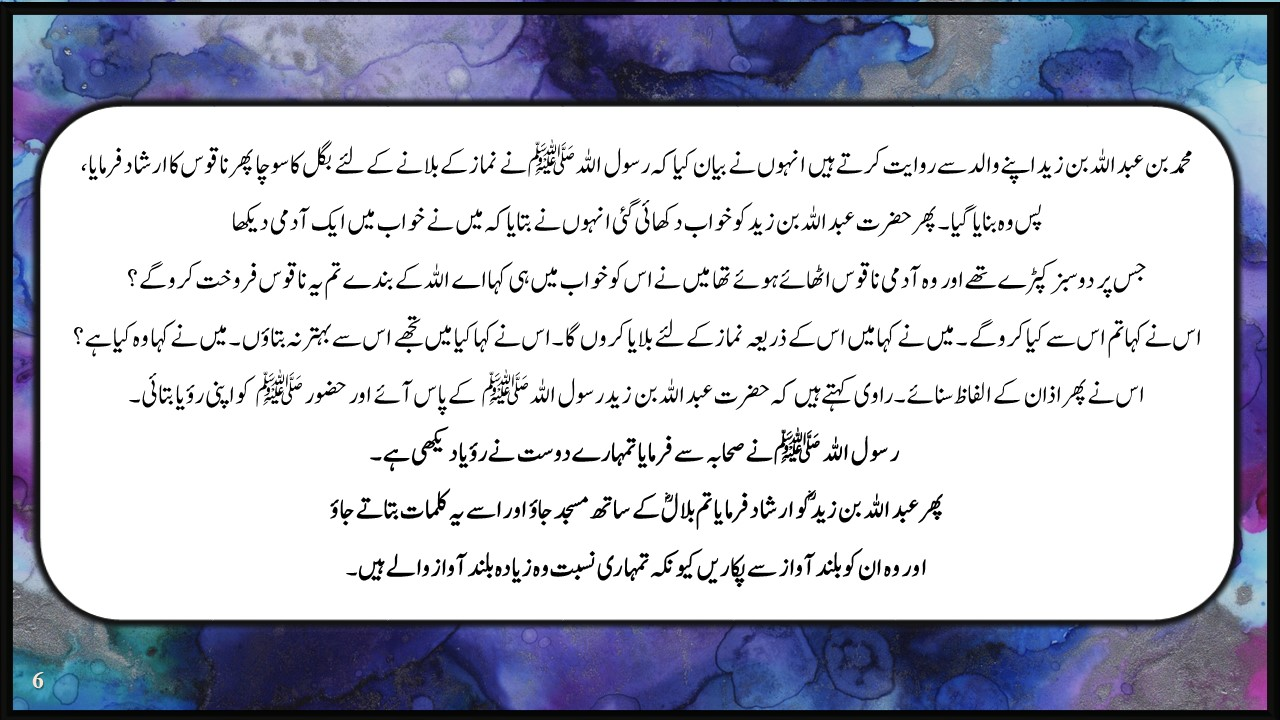 محمد بن عبد اللہ بن زید اپنے والد سے روایت کرتے ہیں انہوں نے بیان کیا کہ رسول اللہ ﷺ نے نماز کے بلانے کے لئے بگل کا سوچا پھر ناقوس کا ارشاد فرمایا،
پس وہ بنایا گیا۔ پھر حضرت عبد اللہ بن زید کو خواب دکھائی گئی انہوں نے بتایا کہ میں نے خواب میں ایک آدمی دیکھا
جس پر دو سبز کپڑے تھے اور وہ آدمی ناقوس اٹھائے ہوئے تھا میں نے اس کو خواب میں ہی کہا اے اللہ کے بندے تم یہ ناقوس فروخت کرو گے ؟
اس نے کہا تم اس سے کیا کرو گے ۔ میں نے کہا میں اس کے ذریعہ نماز کے لئے بلایا کروں گا۔ اس نے کہا کیا میں تجھے اس سے بہتر نہ بتاؤں۔ میں نے کہا وہ کیا ہے ؟
اس نے پھر اذان کے الفاظ سنائے۔ راوی کہتے ہیں کہ حضرت عبد اللہ بن زید رسول اللہ ﷺ کے پاس آئے اور حضور ﷺ کو اپنی رؤیا بتائی۔
رسول اللہ ﷺ نے صحابہ سے فرمایا تمہارے دوست نے رؤیا دیکھی ہے۔
پھر عبد اللہ بن زیدؓ کو ارشاد فرمایا تم بلالؓ کے ساتھ مسجد جاؤ اور اسے یہ کلمات بتاتے جاؤ
اور وہ ان کو بلند آواز سے پکاریں کیونکہ تمہاری نسبت وہ زیادہ بلند آواز والے ہیں۔
6